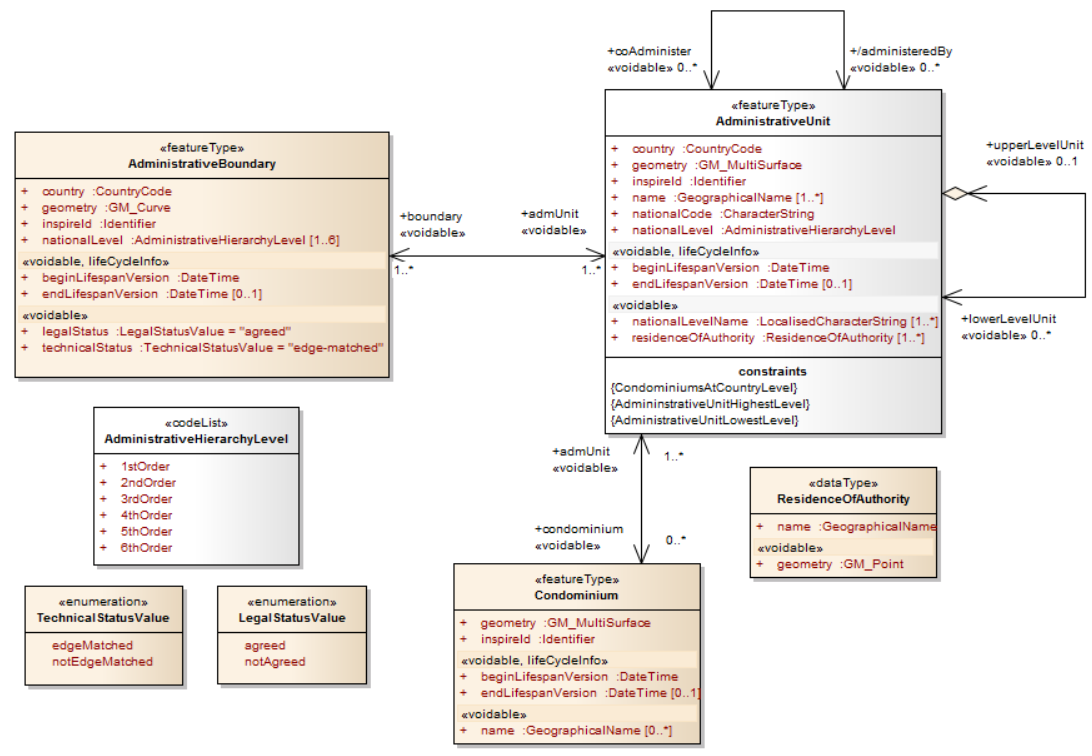 +coAdminister
«voidable» 0..*
+/administeredBy
«voidable» 0..*
«featureType»
AdministrativeUnit
+ country :CountryCode
+ geometry :GM_MultiSurface
+ inspireId :Identifier
+ name :GeographicalName [1..*]
+ nationalCode :CharacterString
+ nationalLevel :AdministrativeHierarchyLevel
«voidable, lifeCycleInfo»
+ beginLifespanVersion :DateTime
+ endLifespanVersion :DateTime [0..1]
«voidable»
+ nationalLevelName :LocalisedCharacterString [1..*]
+ residenceOfAuthority :ResidenceOfAuthority [1..*]
constraints
{CondominiumsAtCountryLevel}
{AdmininstrativeUnitHighestLevel}
{AdministrativeUnitLowestLevel}
+upperLevelUnit
«voidable» 0..1
+lowerLevelUnit
«voidable» 0..*
«featureType»
AdministrativeBoundary
+ country :CountryCode
+ geometry :GM_Curve
+ inspireId :Identifier
+ nationalLevel :AdministrativeHierarchyLevel [1..6]
«voidable, lifeCycleInfo»
+ beginLifespanVersion :DateTime
+ endLifespanVersion :DateTime [0..1]
«voidable»
+ legalStatus :LegalStatusValue = "agreed"
+ technicalStatus :TechnicalStatusValue = "edge-matched"
+boundary
«voidable»
1..*
+admUnit
«voidable»
1..*
«codeList»
AdministrativeHierarchyLevel
+ 1stOrder
+ 2ndOrder
+ 3rdOrder
+ 4thOrder
+ 5thOrder
+ 6thOrder
+admUnit
«voidable»
1..*
+condominium
«voidable»
0..*
«dataType»
ResidenceOfAuthority
+ name :GeographicalName
«voidable»
+ geometry :GM_Point
«enumeration»
TechnicalStatusValue
edgeMatched
notEdgeMatched
«enumeration»
LegalStatusValue
agreed
notAgreed
«featureType»
Condominium
+ geometry :GM_MultiSurface
+ inspireId :Identifier
«voidable, lifeCycleInfo»
+ beginLifespanVersion :DateTime
+ endLifespanVersion :DateTime [0..1]
«voidable»
+ name :GeographicalName [0..*]